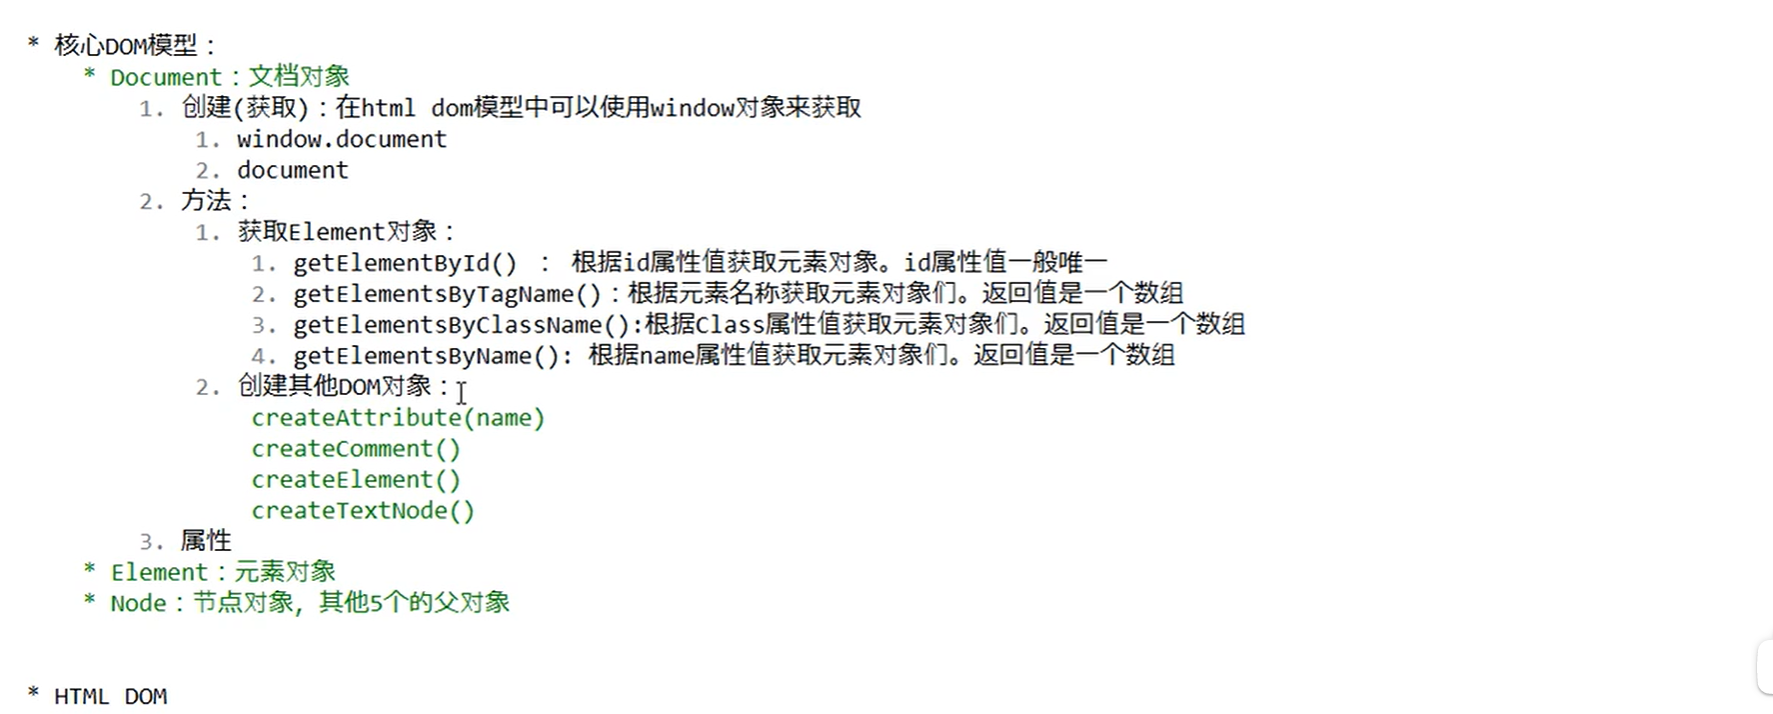 * 核心DOM模型：
* Document：文档对象
1. 创建(获取)：在html dom模型中可以使用window对象来获取
1. window.document
2. document
2. 方法：
1. 获取Element对象：
1. getElementById() ： 根据id属性值获取元素对象。id属性值一般唯一
2. getElementsByTagName()：根据元素名称获取元素对象们。返回值是一个数组
3. getElementsByClassName():根据Class属性值获取元素对象们。返回值是一个数组
4. getElementsByName(): 根据name属性值获取元素对象们。返回值是一个数组
2. 创建其他DOM对象：
createAttribute(name)
createComment()
createElement()
createTextNode()
3. 属性
* Element：元素对象
* Node：节点对象，其他5个的父对象
* HTML DOM